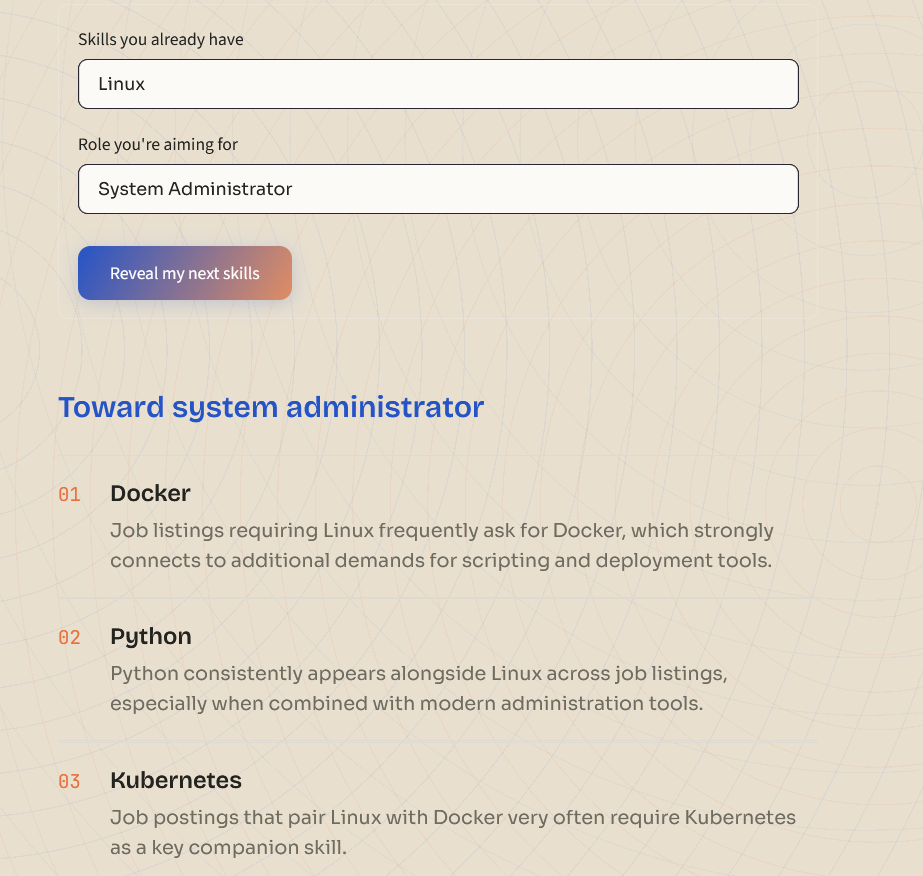 Skills you already have
Linux
Role you're aiming for
System Administrator
Reveal my next skills
Toward system administrator
01 Docker
Job listings requiring Linux frequently ask for Docker, which strongly
connects to additional demands for scripting and deployment tools.
02 Python
Python consistently appears alongside Linux across job listings,
especially when combined with modern administration tools.
03 Kubernetes
Job postings that pair Linux with Docker very often require Kubernetes
as a key companion skill.